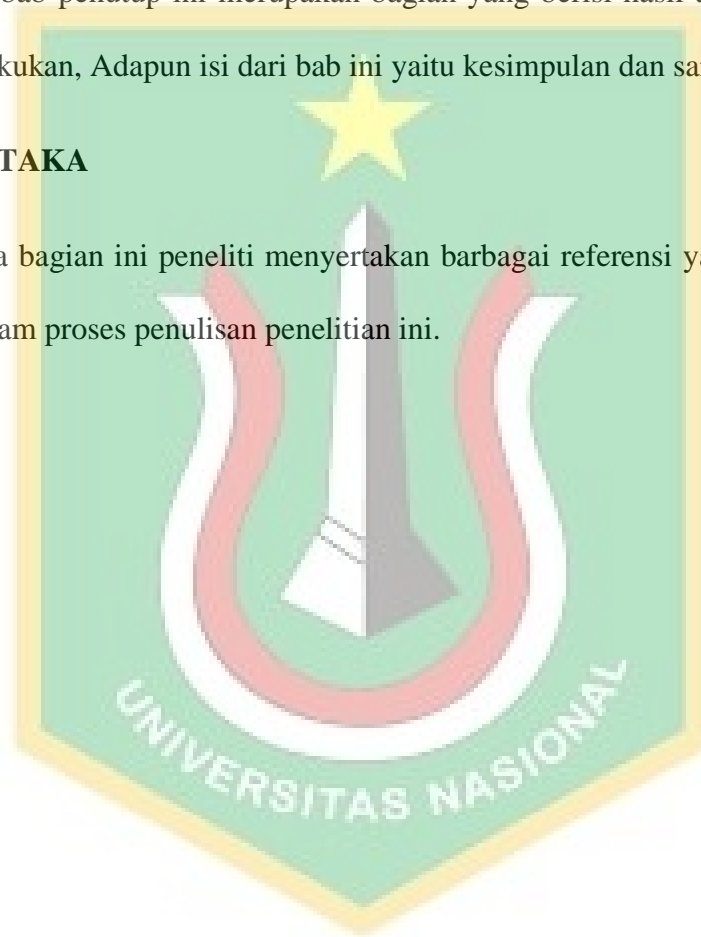 bab penutup ini merupakan bagian yang berisi hasil
kukan, Adapun isi dari bab ini yaitu kesimpulan dan sa
TAKA
a bagian ini peneliti menyertakan barbagai referensi ya
am proses penulisan penelitian ini.
UNIVERSITAS NASIONAL